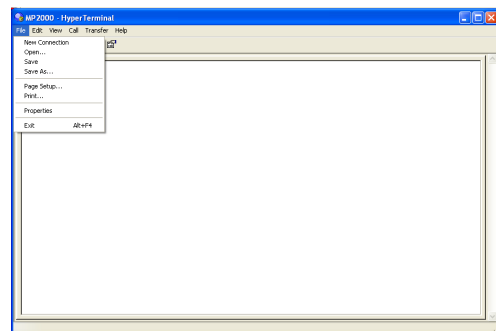 MP2000 - HyperTerminal
File Edit View Call Transfer Help
New Connection
Open...
Save
Save As...
Page Setup...
Print...
Properties
Exit Alt+F4